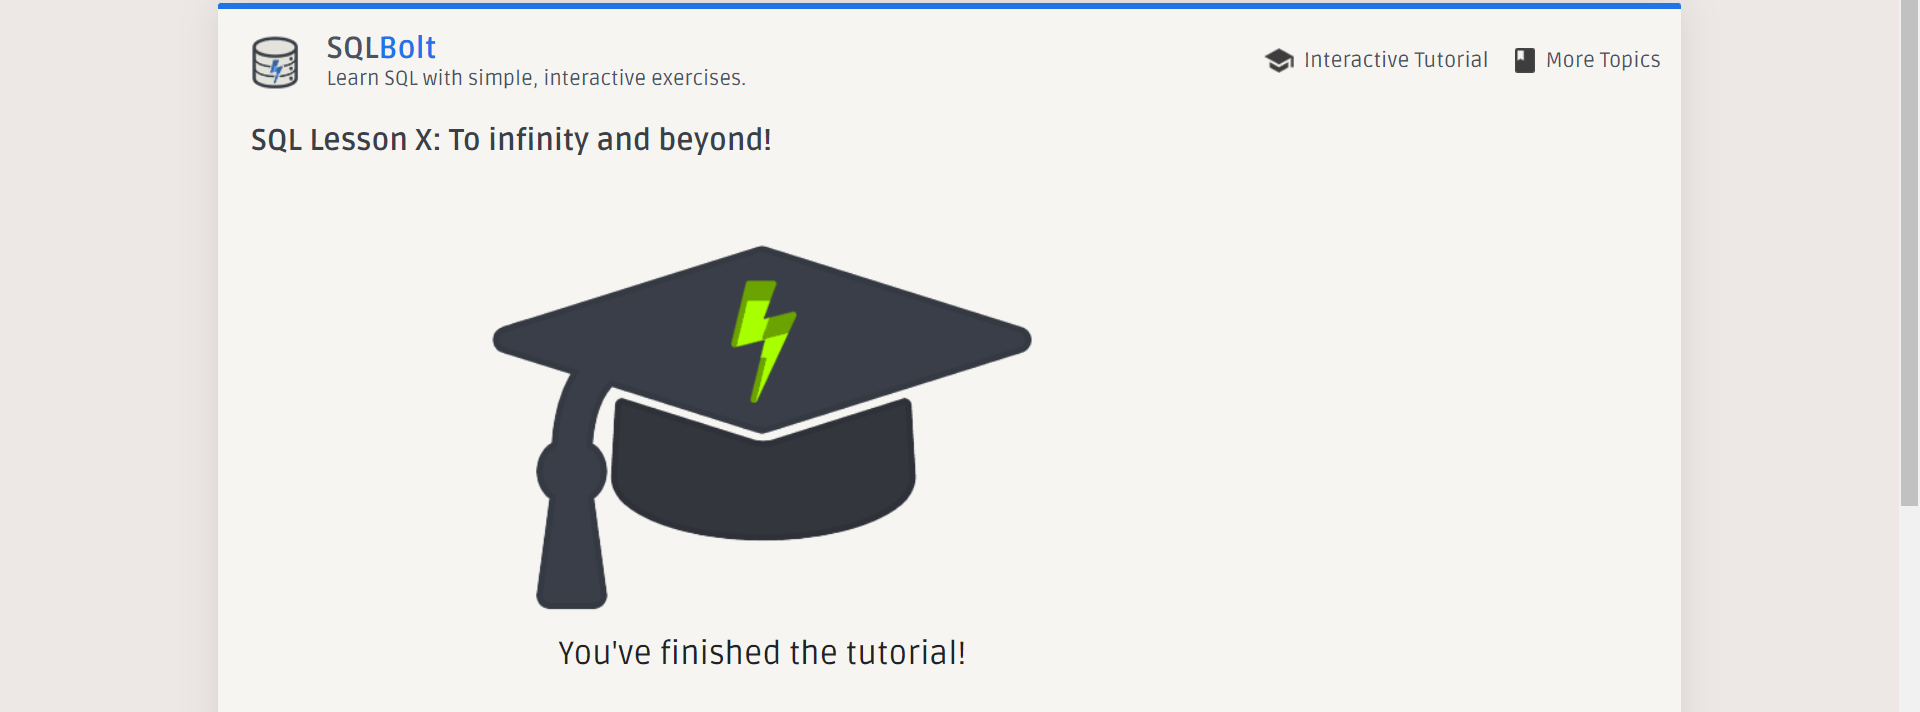 SQLBolt
Learn SQL with simple, interactive exercises.
Interactive Tutorial
More Topics
SQL Lesson X: To infinity and beyond!
You've finished the tutorial!